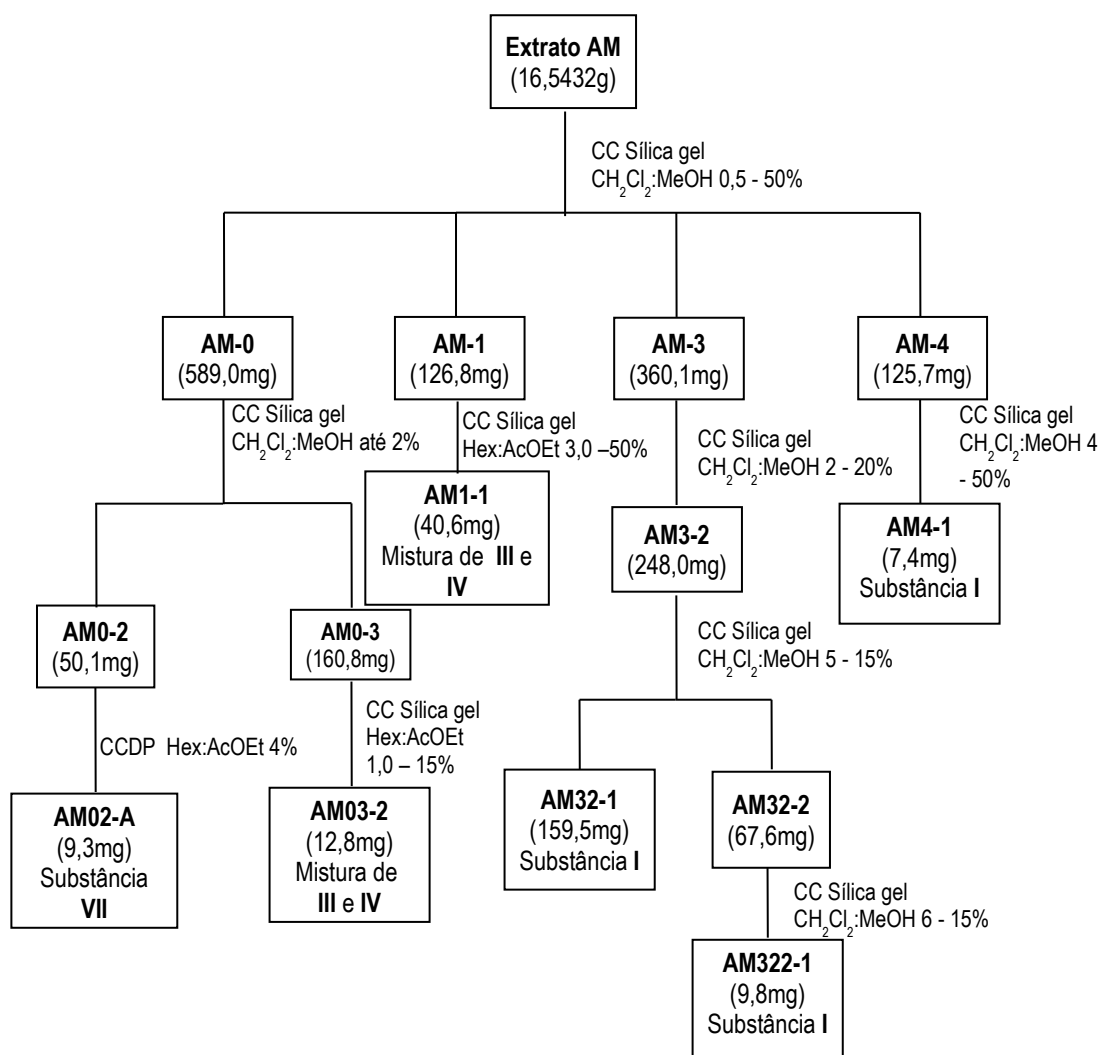 Extrato AM
(16,5432g)
CC Sílica gel
CH2Cl2:MeOH 0,5 - 50%
AM-0
(589,0mg)
AM-1
(126,8mg)
AM-3
(360,1mg)
AM-4
(125,7mg)
CC Sílica gel
CH2Cl2:MeOH até 2%
CC Sílica gel
Hex:AcOEt 3,0 –50%
CC Sílica gel
CH2Cl2:MeOH 2 - 20%
CC Sílica gel
CH2Cl2:MeOH 4
- 50%
AM1-1
(40,6mg)
Mistura de III e
IV
AM3-2
(248,0mg)
AM4-1
(7,4mg)
Substância I
AM0-2
(50,1mg)
AM0-3
(160,8mg)
CC Sílica gel
CH2Cl2:MeOH 5 - 15%
CCDP Hex:AcOEt 4%
CC Sílica gel
Hex:AcOEt
1,0 – 15%
AM02-A
(9,3mg)
Substância
VII
AM03-2
(12,8mg)
Mistura de
III e IV
AM32-1
(159,5mg)
Substância I
AM32-2
(67,6mg)
CC Sílica gel
CH2Cl2:MeOH 6 - 15%
AM322-1
(9,8mg)
Substância I